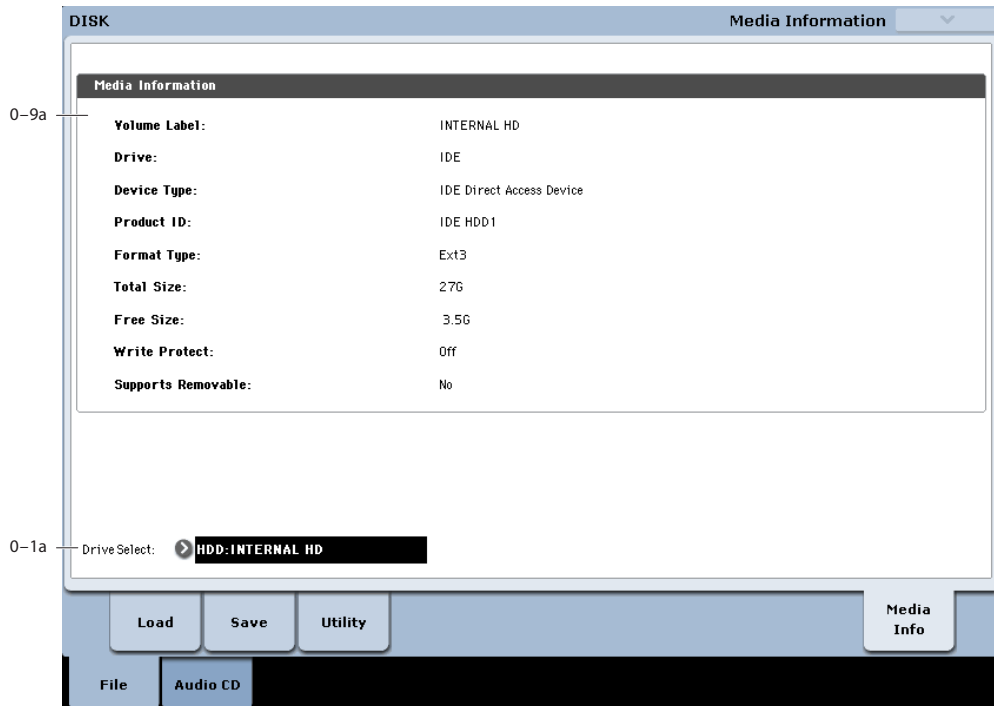 DISK Media Information
Media Information
0–9a
Volume Label: INTERNAL HD
Drive: IDE
Device Type: IDE Direct Access Device
Product ID: IDE HDD1
Format Type: Ext3
Total Size: 27G
Free Size: 3.5G
Write Protect: Off
Supports Removable: No
0–1a
Drive Select: HDD:INTERNAL HD
Load Save Utility Media
Info
File Audio CD